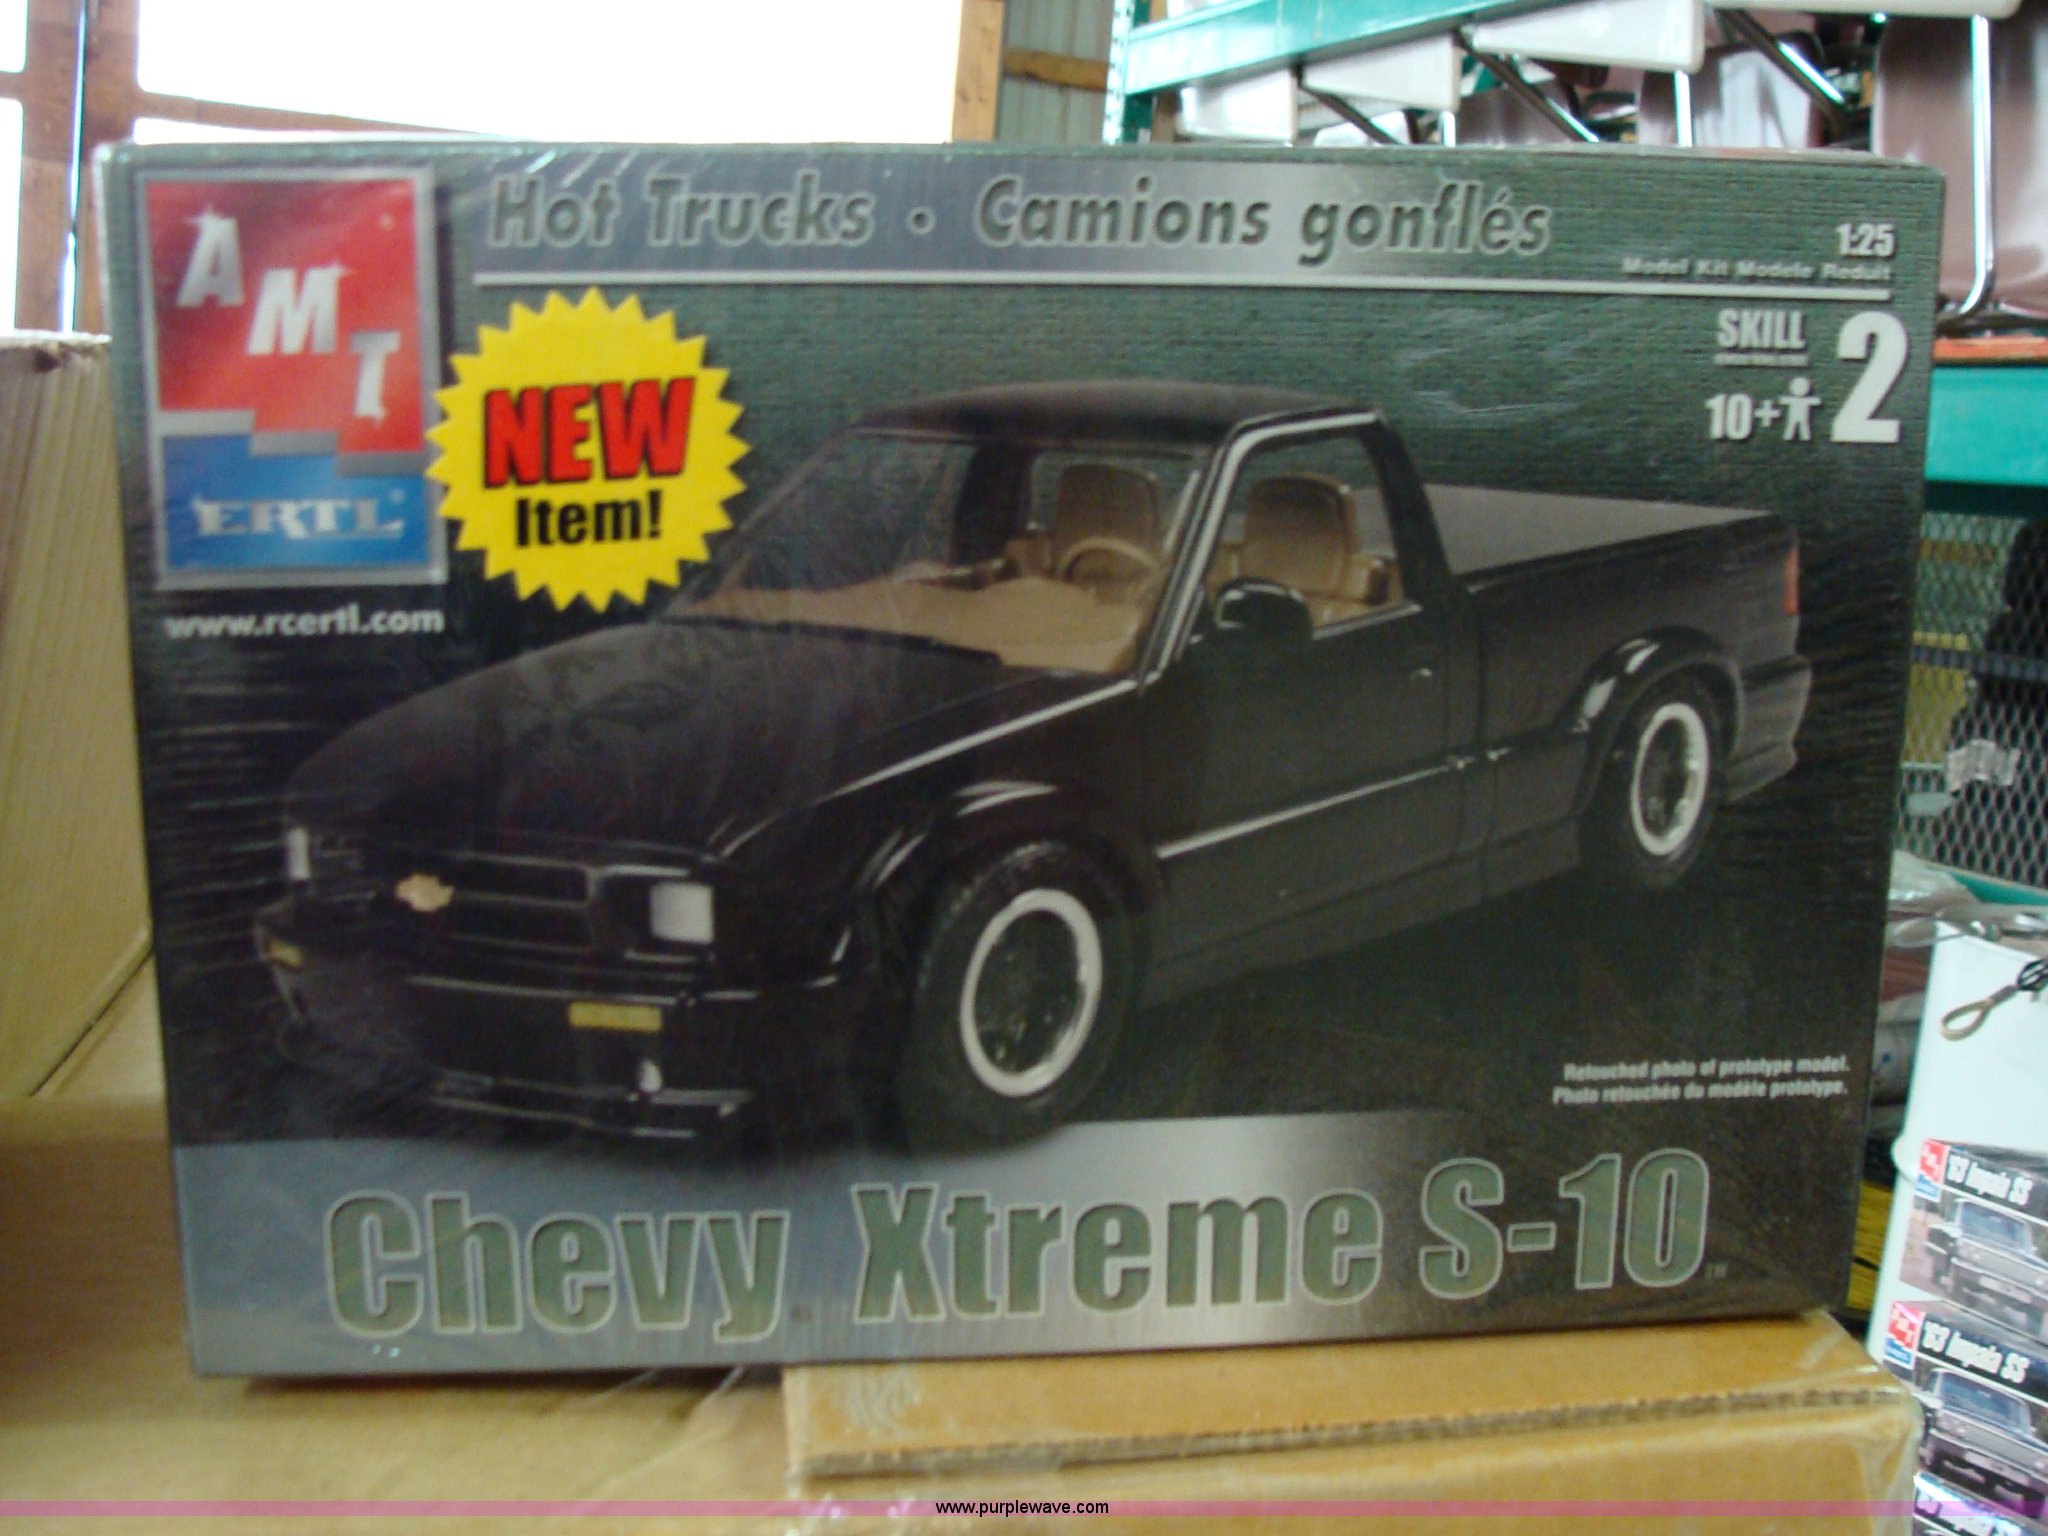 Hot Trucks • Camions gonflés
AMT
ERTL®
www.rcertl.com
NEW
Item!
1:25
Model Kit Modele Reduit
SKILL
2
10+
Retouched photo of prototype model.
Photo retouchée du modèle prototype.
Chevy Xtreme S-10
'63 Impala SS
'63 Impala SS
www.purplewave.com